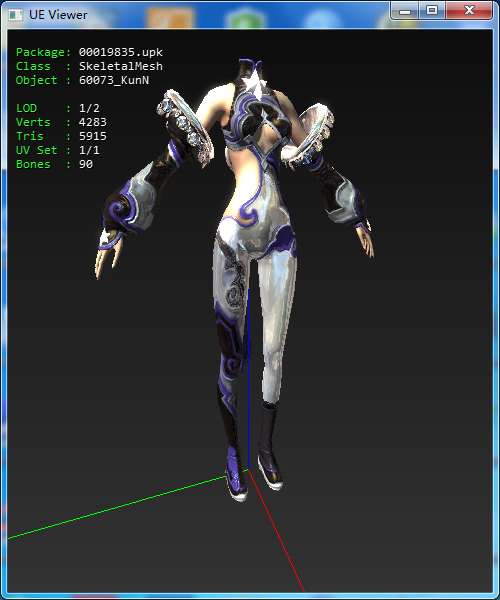 UE Viewer
Package: 00019835.upk
Class : SkeletalMesh
Object : 60073_KunN
LOD : 1/2
Verts : 4283
Tris : 5915
UV Set : 1/1
Bones : 90